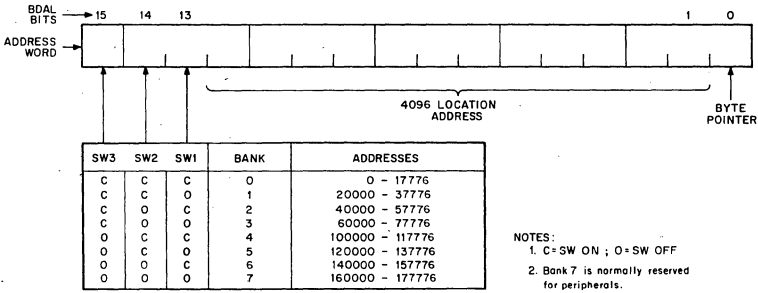 BDAL
BITS 15 14 13 1 0
ADDRESS
WORD
4096 LOCATION
ADDRESS
BYTE
POINTER
SW3 SW2 SW1 BANK ADDRESSES
C C C 0 0 - 17776
C C O 1 20000 - 37776
C O C 2 40000 - 57776
C O O 3 60000 - 77776
O C C 4 100000 - 117776
O C O 5 120000 - 137776
O O C 6 140000 - 157776
O O O 7 160000 - 177776
NOTES:
1. C=SW ON ; O=SW OFF
2. Bank 7 is normally reserved
for peripherals.